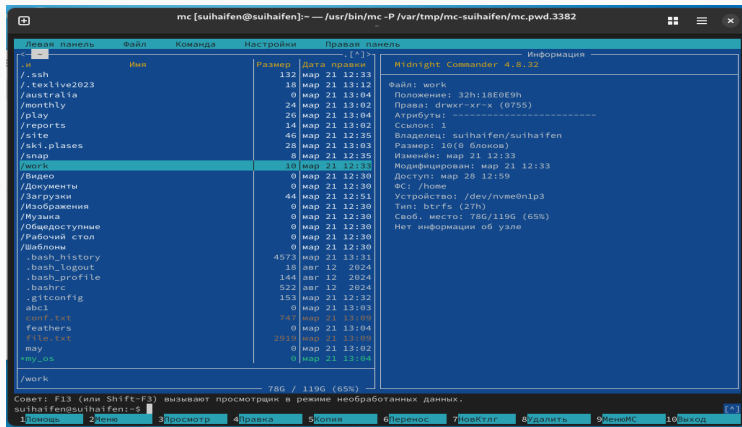 mc [suihaifen@suihaifen]:~ — /usr/bin/mc -P /var/tmp/mc-suihaifen/mc.pwd.3382
Левая панель Файл Команда Настройки Правая панель
<- ~ .[^]>
.и Имя Размер Дата правки
/.ssh 132 мар 21 12:33
/.texlive2023 18 мар 21 13:12
/australia 0 мар 21 13:04
/monthly 24 мар 21 13:02
/play 26 мар 21 13:04
/reports 14 мар 21 13:02
/site 46 мар 21 12:35
/ski.plases 28 мар 21 13:03
/snap 8 мар 21 12:35
/work 10 мар 21 12:33
/Видео 0 мар 21 12:30
/Документы 0 мар 21 12:30
/Загрузки 44 мар 21 12:51
/Изображения 0 мар 21 12:30
/Музыка 0 мар 21 12:30
/Общедоступные 0 мар 21 12:30
/Рабочий стол 0 мар 21 12:30
/Шаблоны 0 мар 21 12:30
.bash_history 4573 мар 21 13:31
.bash_logout 18 авг 12 2024
.bash_profile 144 авг 12 2024
.bashrc 522 авг 12 2024
.gitconfig 153 мар 21 12:32
abc1 0 мар 21 13:03
conf.txt 747 мар 21 13:09
feathers 0 мар 21 13:04
file.txt 2919 мар 21 13:09
may 0 мар 21 13:02
*my_os 0 мар 21 13:04
/work
78G / 119G (65%)
Информация
Midnight Commander 4.8.32
Файл: work
Положение: 32h:18E0E9h
Права: drwxr-xr-x (0755)
Атрибуты: ------------------------
Ссылок: 1
Владелец: suihaifen/suihaifen
Размер: 10(0 блоков)
Изменён: мар 21 12:33
Модифицирован: мар 21 12:33
Доступ: мар 28 12:59
ФС: /home
Устройство: /dev/nvme0n1p3
Тип: btrfs (27h)
Своб. место: 78G/119G (65%)
Нет информации об узле
Совет: F13 (или Shift-F3) вызывают просмотрщик в режиме необработанных данных.
suihaifen@suihaifen:~$ [^]
1Помощь 2Меню 3Просмотр 4Правка 5Копия 6Перенос 7НовКтлг 8Удалить 9МенюMC 10Выход